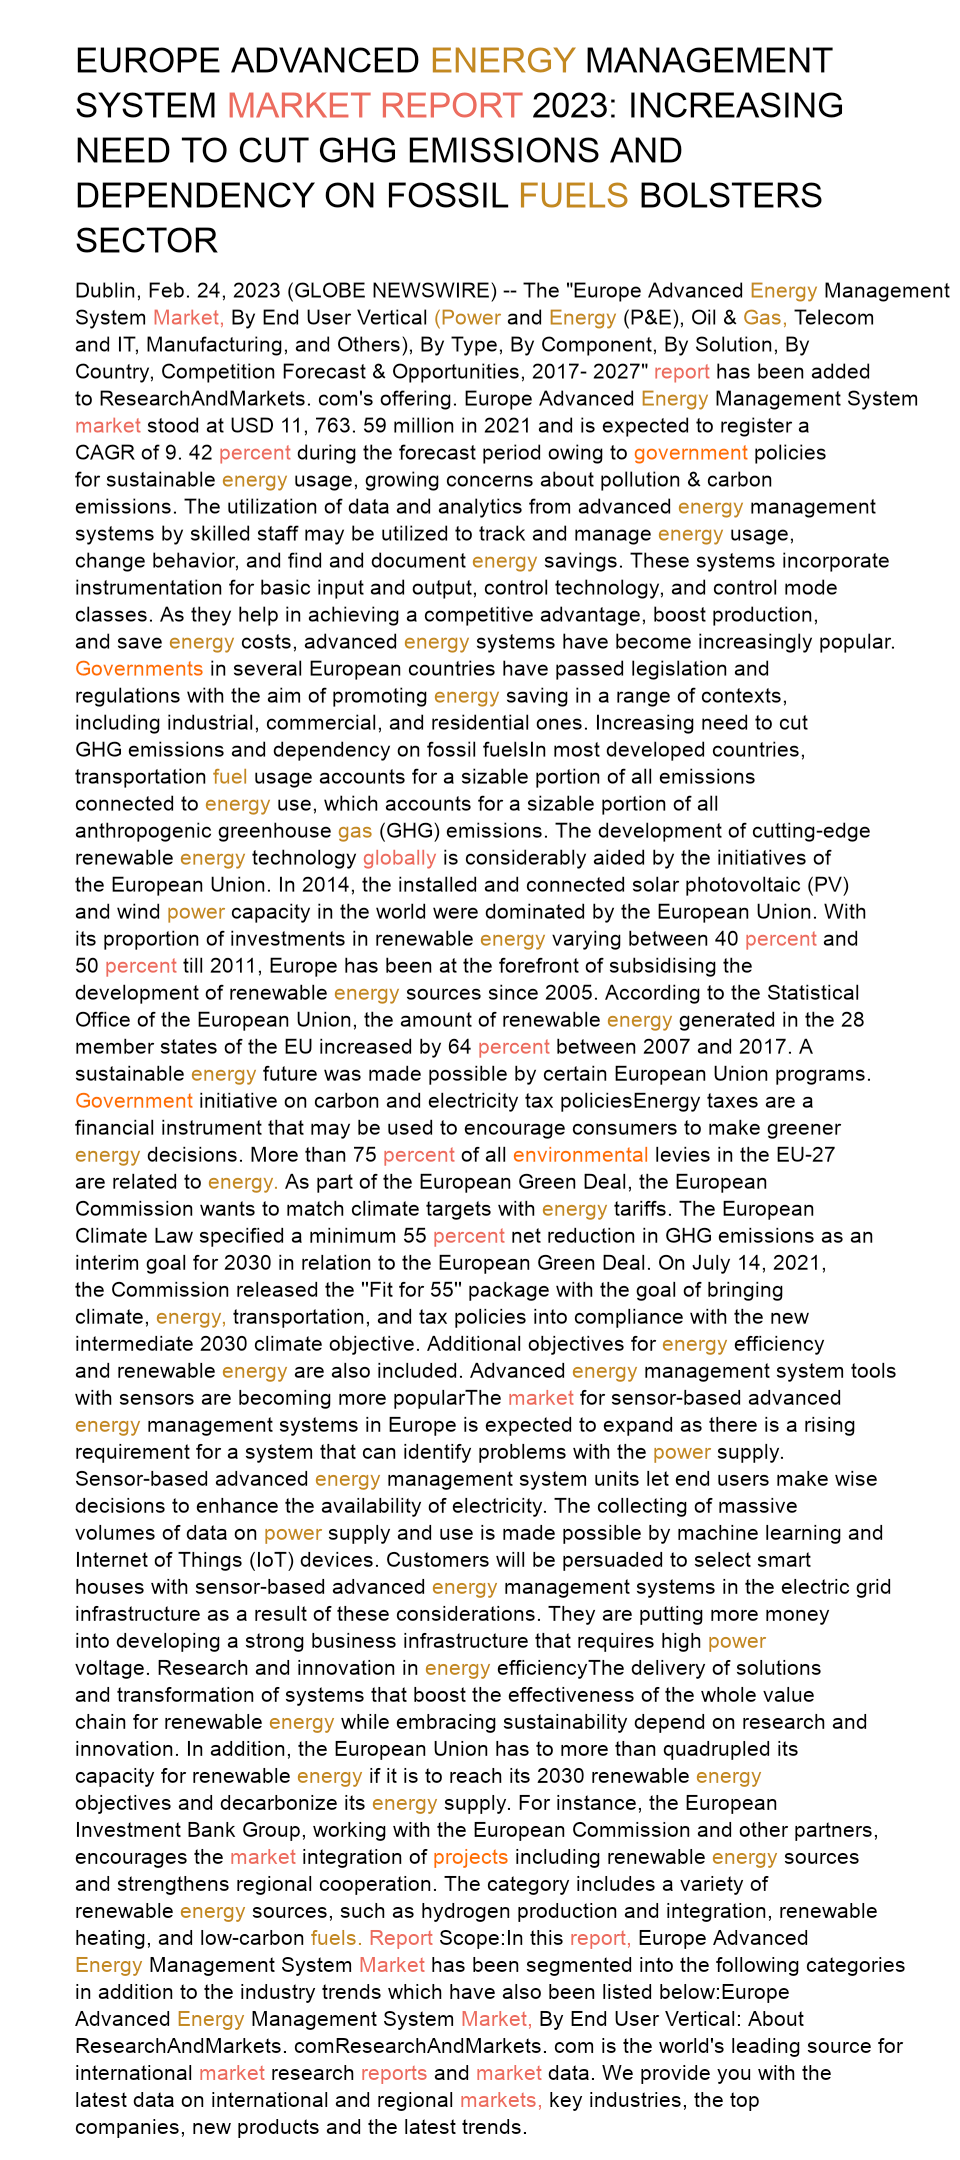 EUROPE ADVANCED ENERGY MANAGEMENT
SYSTEM MARKET REPORT 2023: INCREASING
NEED TO CUT GHG EMISSIONS AND
DEPENDENCY ON FOSSIL FUELS BOLSTERS
SECTOR
Dublin, Feb. 24, 2023 (GLOBE NEWSWIRE) -- The "Europe Advanced Energy Management
System Market, By End User Vertical (Power and Energy (P&E), Oil & Gas, Telecom
and IT, Manufacturing, and Others), By Type, By Component, By Solution, By
Country, Competition Forecast & Opportunities, 2017- 2027" report has been added
to ResearchAndMarkets. com's offering. Europe Advanced Energy Management System
market stood at USD 11, 763. 59 million in 2021 and is expected to register a
CAGR of 9. 42 percent during the forecast period owing to government policies
for sustainable energy usage, growing concerns about pollution & carbon
emissions. The utilization of data and analytics from advanced energy management
systems by skilled staff may be utilized to track and manage energy usage,
change behavior, and find and document energy savings. These systems incorporate
instrumentation for basic input and output, control technology, and control mode
classes. As they help in achieving a competitive advantage, boost production,
and save energy costs, advanced energy systems have become increasingly popular.
Governments in several European countries have passed legislation and
regulations with the aim of promoting energy saving in a range of contexts,
including industrial, commercial, and residential ones. Increasing need to cut
GHG emissions and dependency on fossil fuelsIn most developed countries,
transportation fuel usage accounts for a sizable portion of all emissions
connected to energy use, which accounts for a sizable portion of all
anthropogenic greenhouse gas (GHG) emissions. The development of cutting-edge
renewable energy technology globally is considerably aided by the initiatives of
the European Union. In 2014, the installed and connected solar photovoltaic (PV)
and wind power capacity in the world were dominated by the European Union. With
its proportion of investments in renewable energy varying between 40 percent and
50 percent till 2011, Europe has been at the forefront of subsidising the
development of renewable energy sources since 2005. According to the Statistical
Office of the European Union, the amount of renewable energy generated in the 28
member states of the EU increased by 64 percent between 2007 and 2017. A
sustainable energy future was made possible by certain European Union programs.
Government initiative on carbon and electricity tax policiesEnergy taxes are a
financial instrument that may be used to encourage consumers to make greener
energy decisions. More than 75 percent of all environmental levies in the EU-27
are related to energy. As part of the European Green Deal, the European
Commission wants to match climate targets with energy tariffs. The European
Climate Law specified a minimum 55 percent net reduction in GHG emissions as an
interim goal for 2030 in relation to the European Green Deal. On July 14, 2021,
the Commission released the "Fit for 55" package with the goal of bringing
climate, energy, transportation, and tax policies into compliance with the new
intermediate 2030 climate objective. Additional objectives for energy efficiency
and renewable energy are also included. Advanced energy management system tools
with sensors are becoming more popularThe market for sensor-based advanced
energy management systems in Europe is expected to expand as there is a rising
requirement for a system that can identify problems with the power supply.
Sensor-based advanced energy management system units let end users make wise
decisions to enhance the availability of electricity. The collecting of massive
volumes of data on power supply and use is made possible by machine learning and
Internet of Things (IoT) devices. Customers will be persuaded to select smart
houses with sensor-based advanced energy management systems in the electric grid
infrastructure as a result of these considerations. They are putting more money
into developing a strong business infrastructure that requires high power
voltage. Research and innovation in energy efficiencyThe delivery of solutions
and transformation of systems that boost the effectiveness of the whole value
chain for renewable energy while embracing sustainability depend on research and
innovation. In addition, the European Union has to more than quadrupled its
capacity for renewable energy if it is to reach its 2030 renewable energy
objectives and decarbonize its energy supply. For instance, the European
Investment Bank Group, working with the European Commission and other partners,
encourages the market integration of projects including renewable energy sources
and strengthens regional cooperation. The category includes a variety of
renewable energy sources, such as hydrogen production and integration, renewable
heating, and low-carbon fuels. Report Scope:In this report, Europe Advanced
Energy Management System Market has been segmented into the following categories
in addition to the industry trends which have also been listed below:Europe
Advanced Energy Management System Market, By End User Vertical: About
ResearchAndMarkets. comResearchAndMarkets. com is the world's leading source for
international market research reports and market data. We provide you with the
latest data on international and regional markets, key industries, the top
companies, new products and the latest trends.